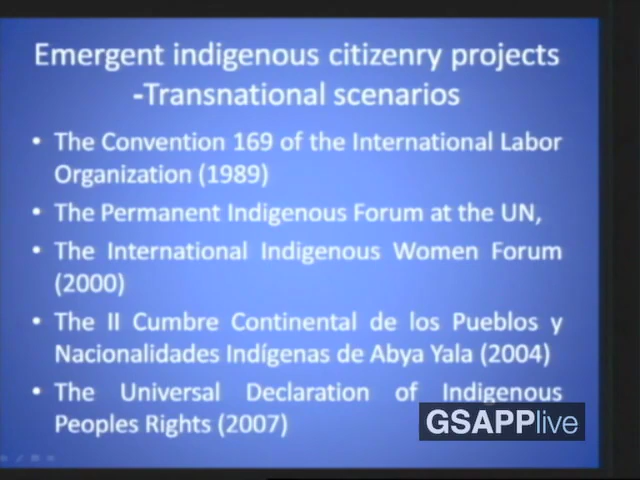 Emergent indigenous citizenry projects
-Transnational scenarios
• The Convention 169 of the International Labor
Organization (1989)
• The Permanent Indigenous Forum at the UN,
• The International Indigenous Women Forum
(2000)
• The II Cumbre Continental de los Pueblos y
Nacionalidades Indígenas de Abya Yala (2004)
• The Universal Declaration of Indigenous
Peoples Rights (2007)
GSAPPlive